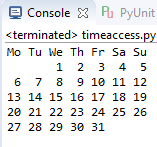 Console PyUnit
<terminated> timeaccess.py
Mo Tu We Th Fr Sa Su
1 2 3 4 5
6 7 8 9 10 11 12
13 14 15 16 17 18 19
20 21 22 23 24 25 26
27 28 29 30 31